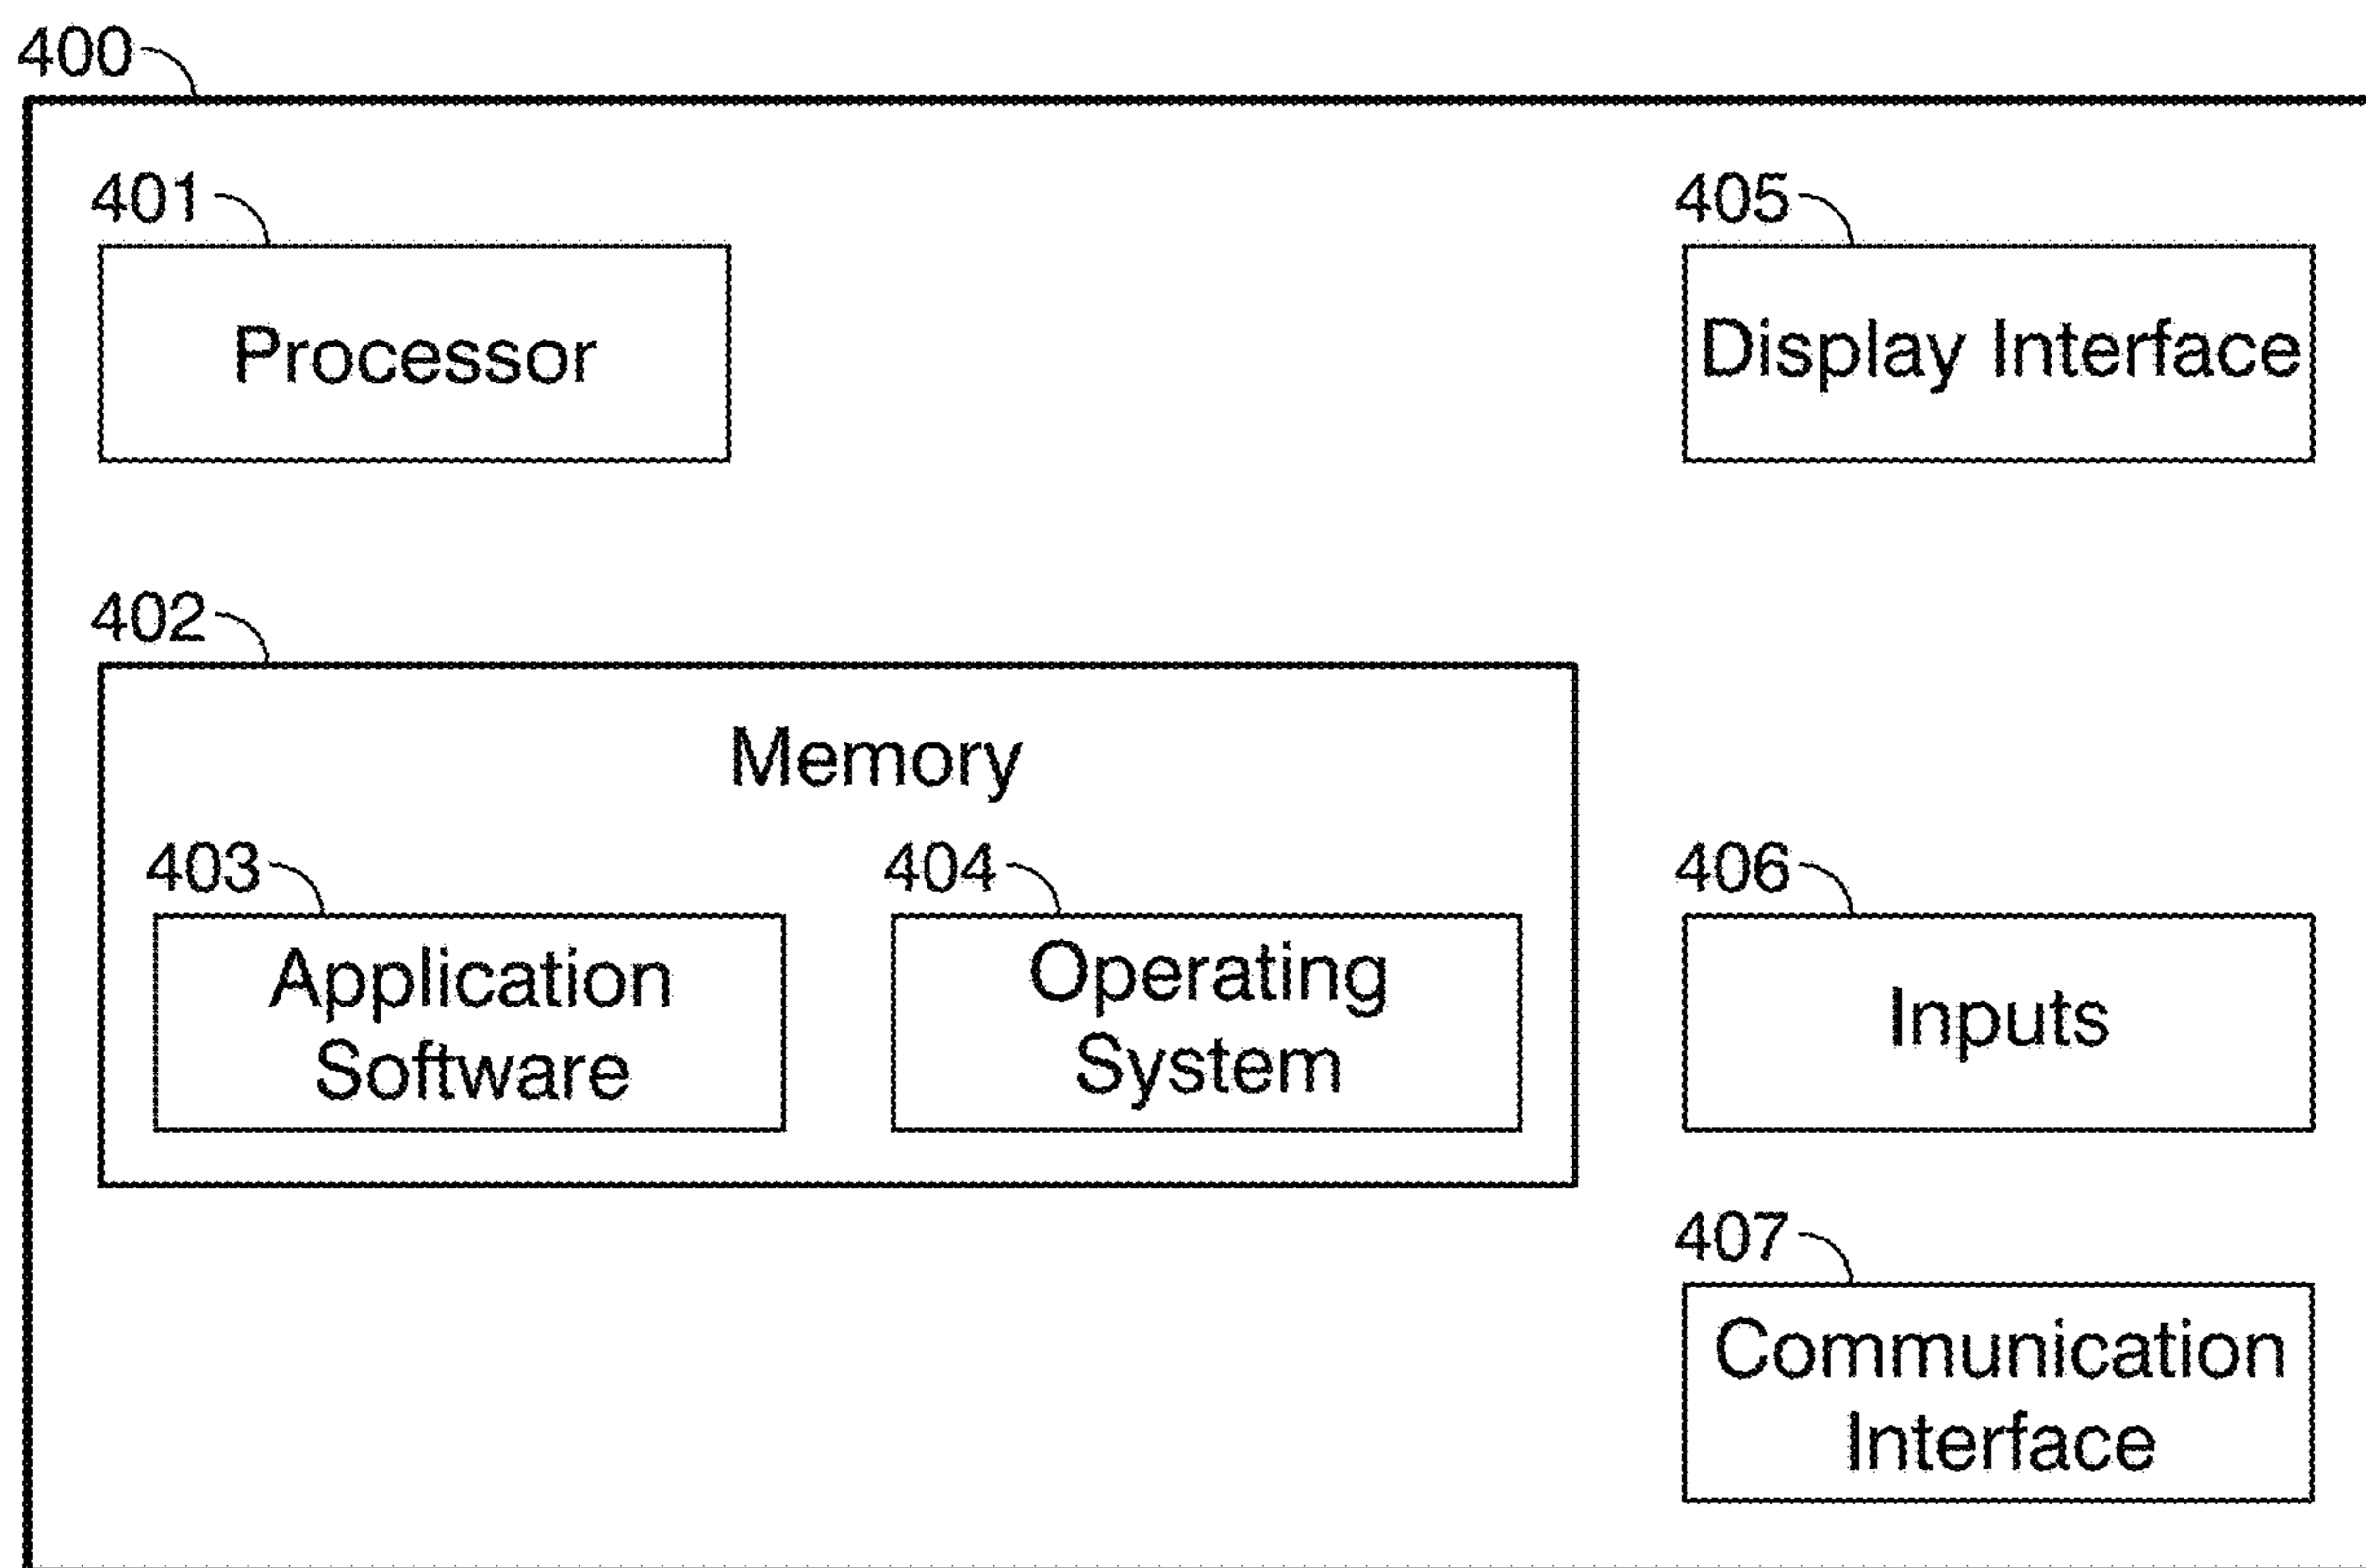 400
401
Processor
405
Display Interface
402
Memory
403
Application
Software
404
Operating
System
406
Inputs
407
Communication
Interface